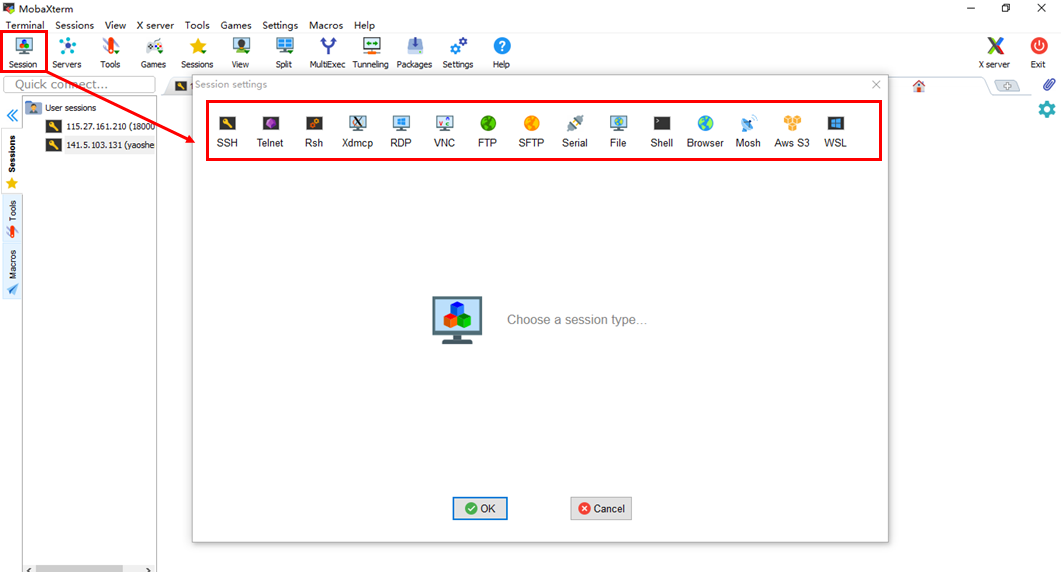 MobaXterm
Terminal Sessions View X server Tools Games Settings Macros Help
Session Servers Tools Games Sessions View Split MultiExec Tunneling Packages Settings Help X server Exit
Quick connect...
Session settings
User sessions
115.27.161.210 (18000
141.5.103.131 (yaoshe
Sessions
Tools
Macros
SSH Telnet Rsh Xdmcp RDP VNC FTP SFTP Serial File Shell Browser Mosh Aws S3 WSL
Choose a session type...
OK Cancel